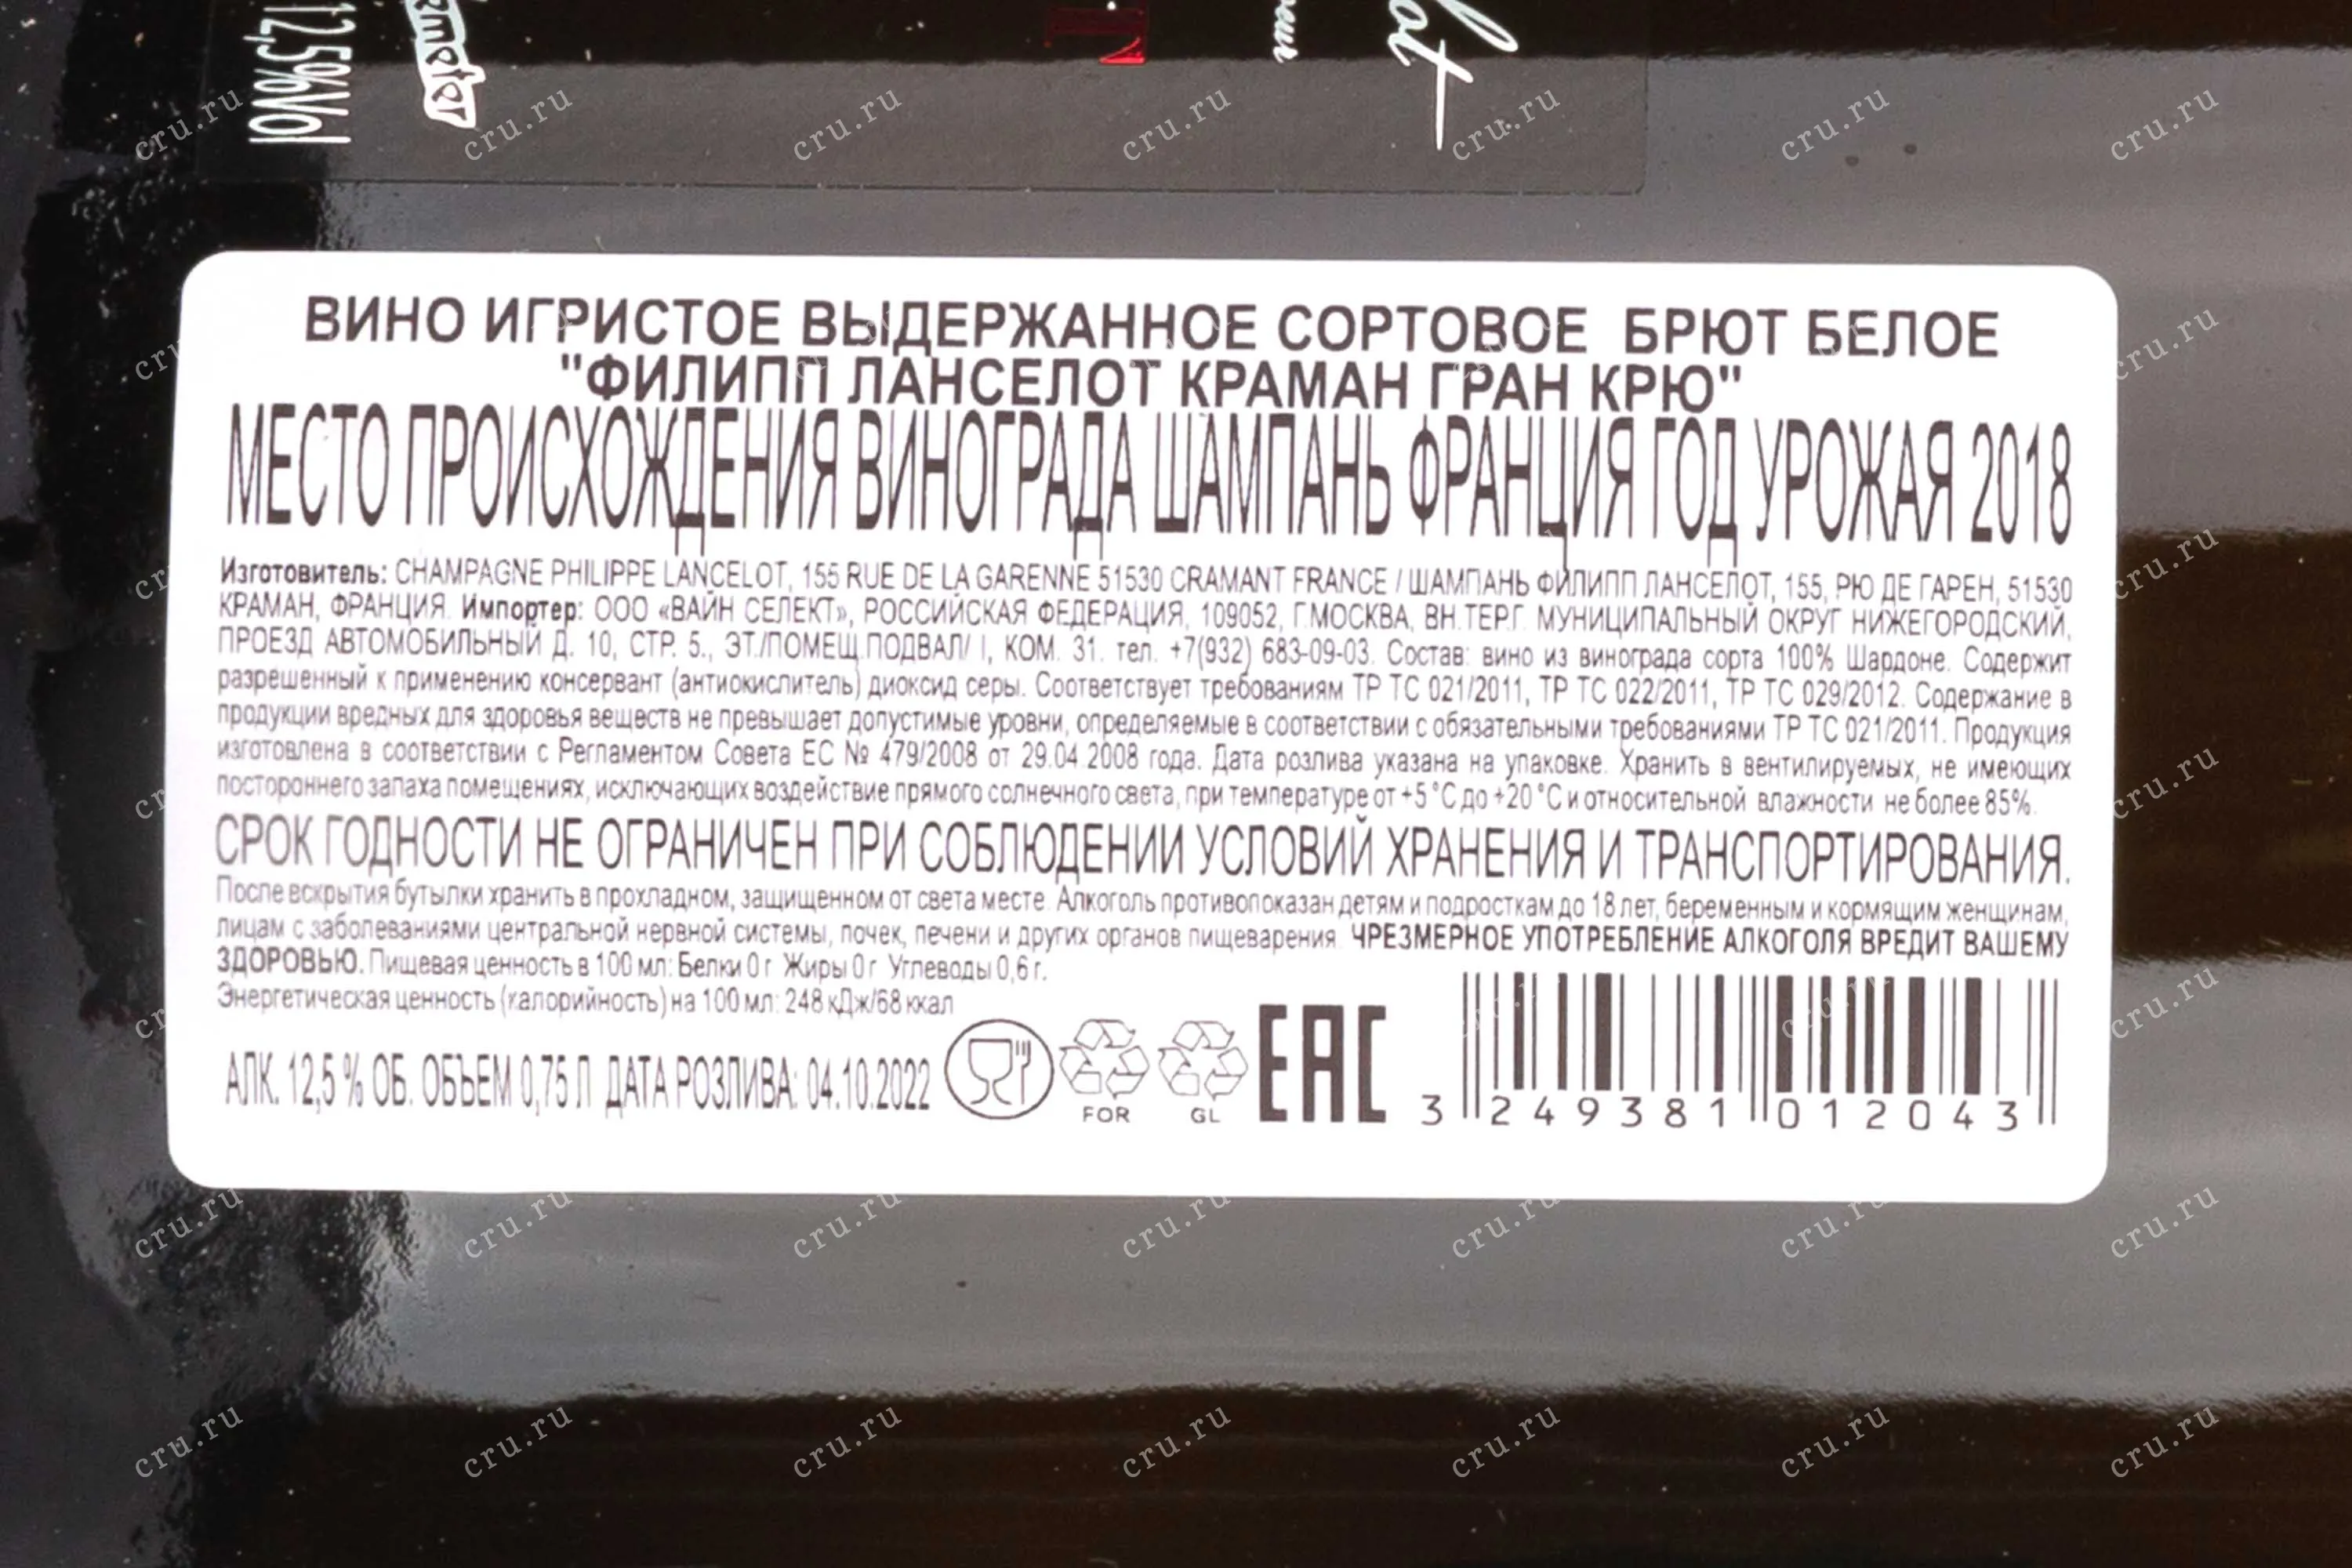 12,5%Vol
ВИНО ИГРИСТОЕ ВЫДЕРЖАННОЕ СОРТОВОЕ БРЮТ БЕЛОЕ
"ФИЛИПП ЛАНСЕЛОТ КРАМАН ГРАН КРЮ"
МЕСТО ПРОИСХОЖДЕНИЯ ВИНОГРАДА ШАМПАНЬ ФРАНЦИЯ ГОД УРОЖАЯ 2018
Изготовитель: CHAMPAGNE PHILIPPE LANCELOT, 155 RUE DE LA GARENNE 51530 CRAMANT FRANCE / ШАМПАНЬ ФИЛИПП ЛАНСЕЛОТ, 155, РЮ ДЕ ГАРЕН, 51530
КРАМАН, ФРАНЦИЯ. Импортер: ООО «ВАЙН СЕЛЕКТ», РОССИЙСКАЯ ФЕДЕРАЦИЯ, 109052, Г.МОСКВА, ВН.ТЕР.Г. МУНИЦИПАЛЬНЫЙ ОКРУГ НИЖЕГОРОДСКИЙ,
ПРОЕЗД АВТОМОБИЛЬНЫЙ Д. 10, СТР. 5., ЭТ./ПОМЕЩ.ПОДВАЛ/ I, КОМ. 31. тел. +7(932) 683-09-03. Состав: вино из винограда сорта 100% Шардоне. Содержит
разрешенный к применению консервант (антиокислитель) диоксид серы. Соответствует требованиям ТР ТС 021/2011, ТР ТС 022/2011, ТР ТС 029/2012. Содержание в
продукции вредных для здоровья веществ не превышает допустимые уровни, определяемые в соответствии с обязательными требованиями ТР ТС 021/2011. Продукция
изготовлена в соответствии с Регламентом Совета ЕС № 479/2008 от 29.04.2008 года. Дата розлива указана на упаковке. Хранить в вентилируемых, не имеющих
постороннего запаха помещениях, исключающих воздействие прямого солнечного света, при температуре от +5°С до +20°С и относительной влажности не более 85%.
СРОК ГОДНОСТИ НЕ ОГРАНИЧЕН ПРИ СОБЛЮДЕНИИ УСЛОВИЙ ХРАНЕНИЯ И ТРАНСПОРТИРОВАНИЯ.
После вскрытия бутылки хранить в прохладном, защищенном от света месте. Алкоголь противопоказан детям и подросткам до 18 лет, беременным и кормящим женщинам,
лицам с заболеваниями центральной нервной системы, почек, печени и других органов пищеварения. ЧРЕЗМЕРНОЕ УПОТРЕБЛЕНИЕ АЛКОГОЛЯ ВРЕДИТ ВАШЕМУ
ЗДОРОВЬЮ. Пищевая ценность в 100 мл: Белки 0 г Жиры 0 г Углеводы 0,6 г.
Энергетическая ценность (калорийность) на 100 мл: 248 кДж/68 ккал
АЛК. 12,5 % ОБ. ОБЪЕМ 0,75 Л ДАТА РОЗЛИВА: 04.10.2022
FOR
GL
EAC
3 249381 012043
cru.ru